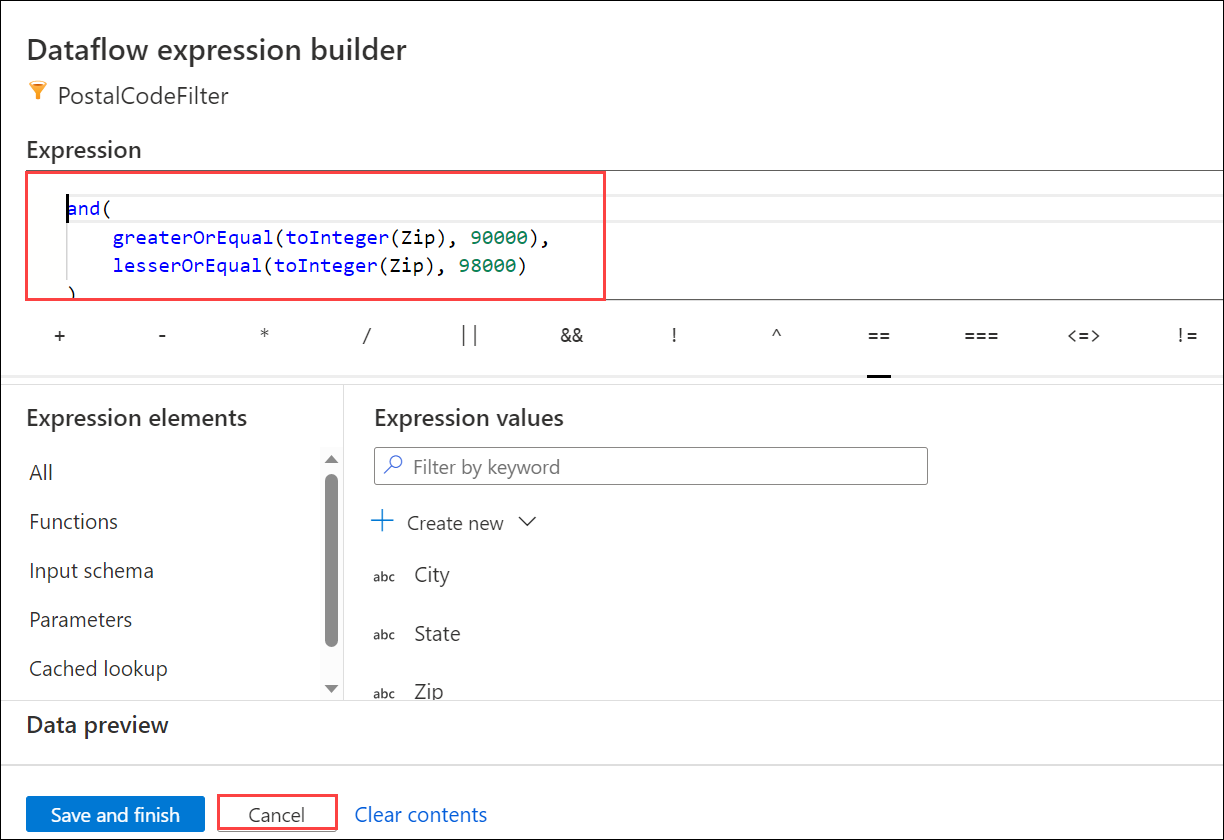 Dataflow expression builder
PostalCodeFilter
Expression
and(
greaterOrEqual(toInteger(Zip), 90000),
lesserOrEqual(toInteger(Zip), 98000)
)
+ - * / || && ! ^ == === <=> !=
Expression elements
All
Functions
Input schema
Parameters
Cached lookup
Expression values
Filter by keyword
Create new
abc City
abc State
abc Zip
Data preview
Save and finish Cancel Clear contents